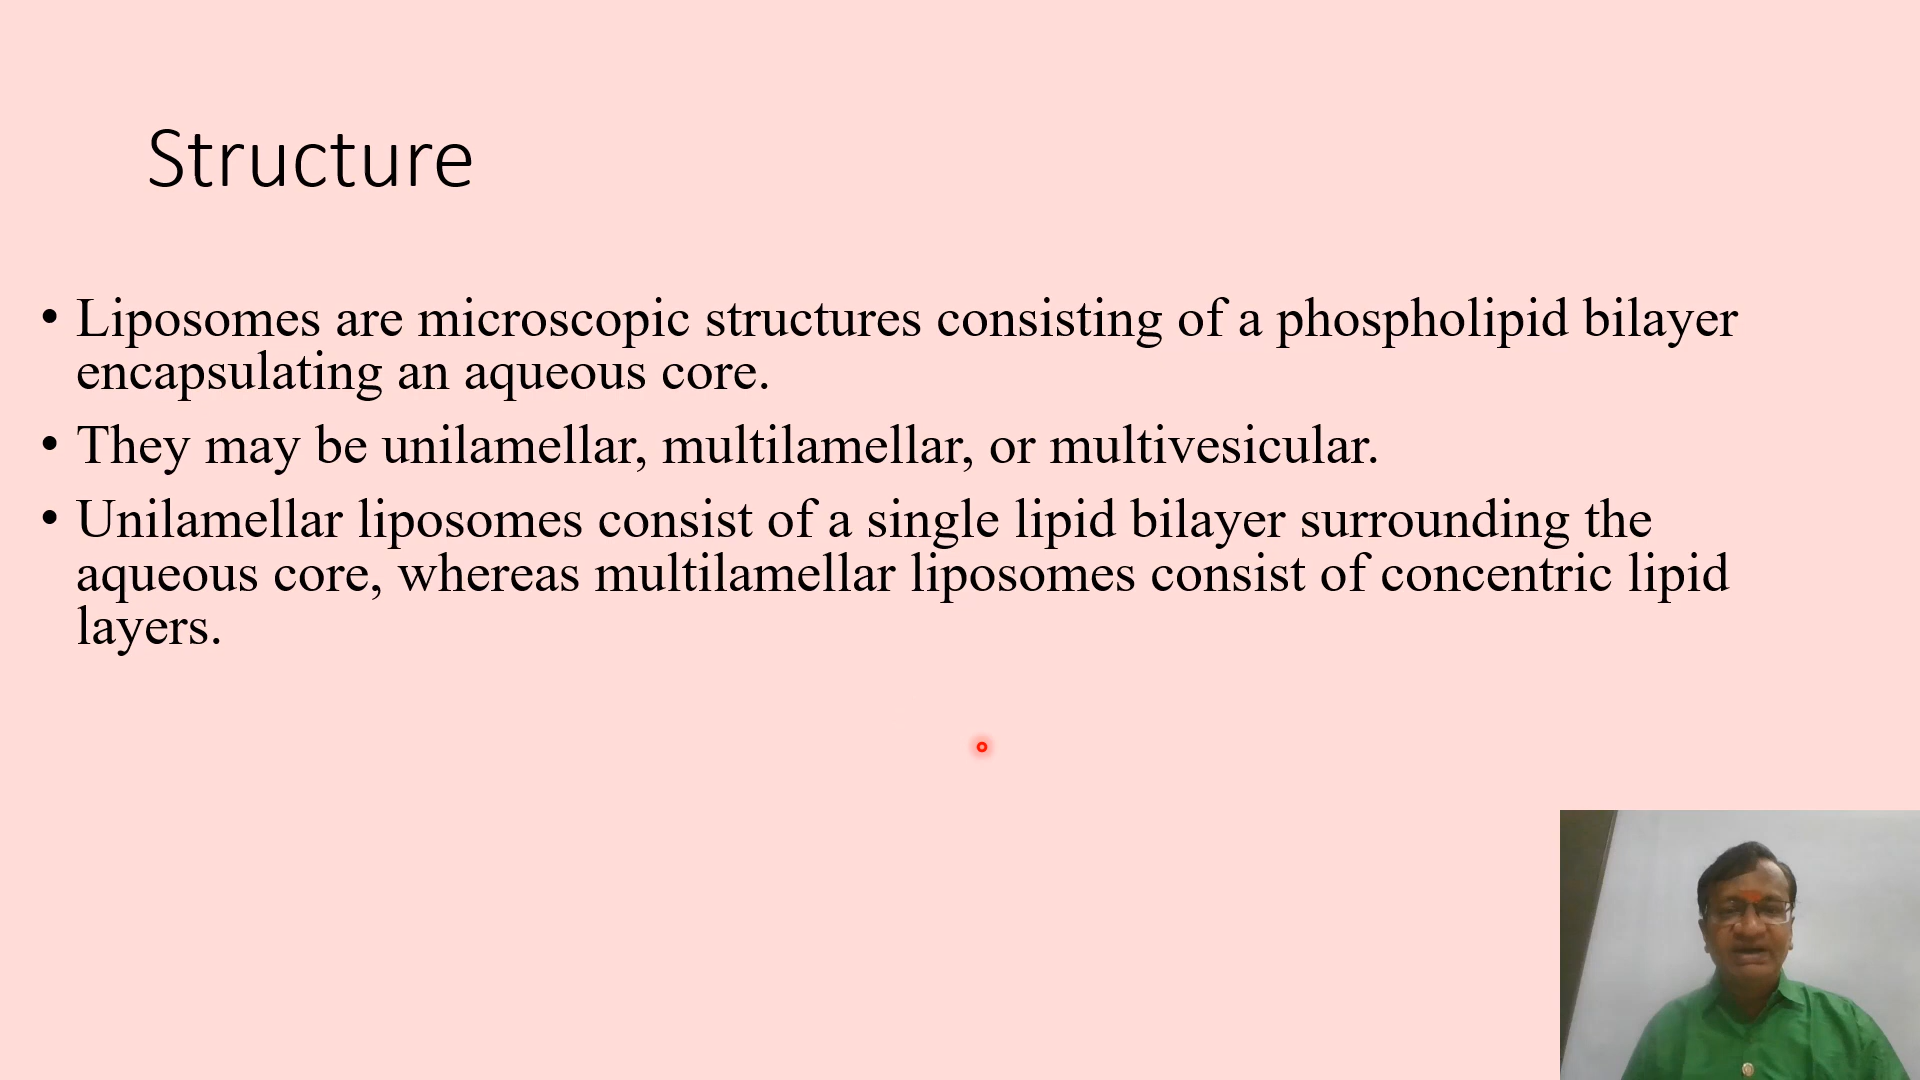 Structure
• Liposomes are microscopic structures consisting of a phospholipid bilayer
encapsulating an aqueous core.
• They may be unilamellar, multilamellar, or multivesicular.
• Unilamellar liposomes consist of a single lipid bilayer surrounding the
aqueous core, whereas multilamellar liposomes consist of concentric lipid
layers.